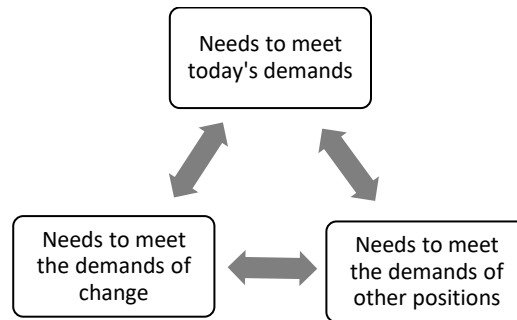 Needs to meet
today's demands
Needs to meet
the demands of
change
Needs to meet
the demands of
other positions